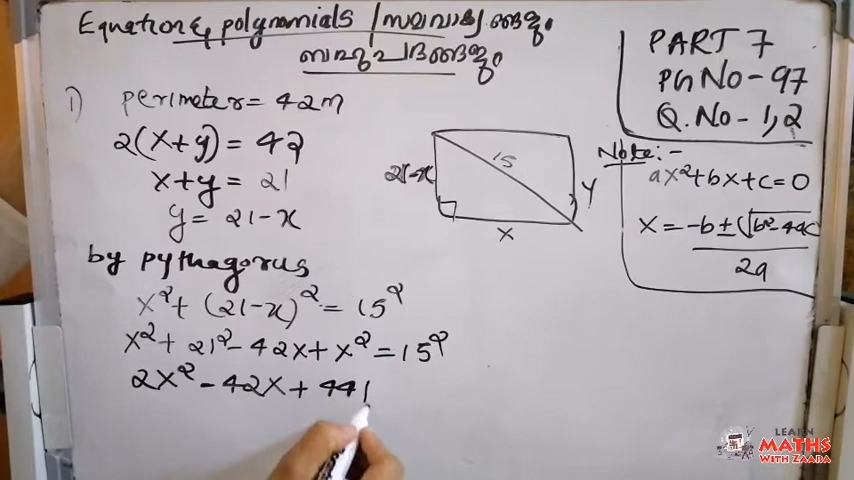 Equation & polynomials / സമവാക്യങ്ങളും
ബഹുപദങ്ങളും
1) perimeter = 42m
2(x+y) = 42
x+y = 21
y = 21-x
by pythagorus
x² + (21-x)² = 15²
x² + 21² - 42x + x² = 15²
2x² - 42x + 441
21-x
15
y
x
PART 7
PG No - 97
Q. No - 1, 2
Note:-
ax²+bx+c=0
x = -b±(√b²-4ac
2a
LEARN
MATHS
WITH ZAABA